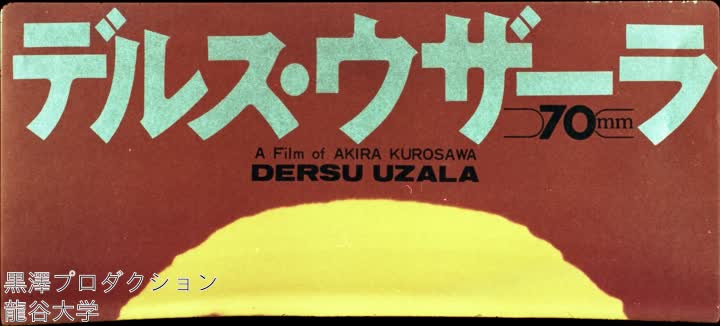 デルス・ウザーラ
70mm
A Film of AKIRA KUROSAWA
DERSU UZALA
黒澤プロダクション
龍谷大学